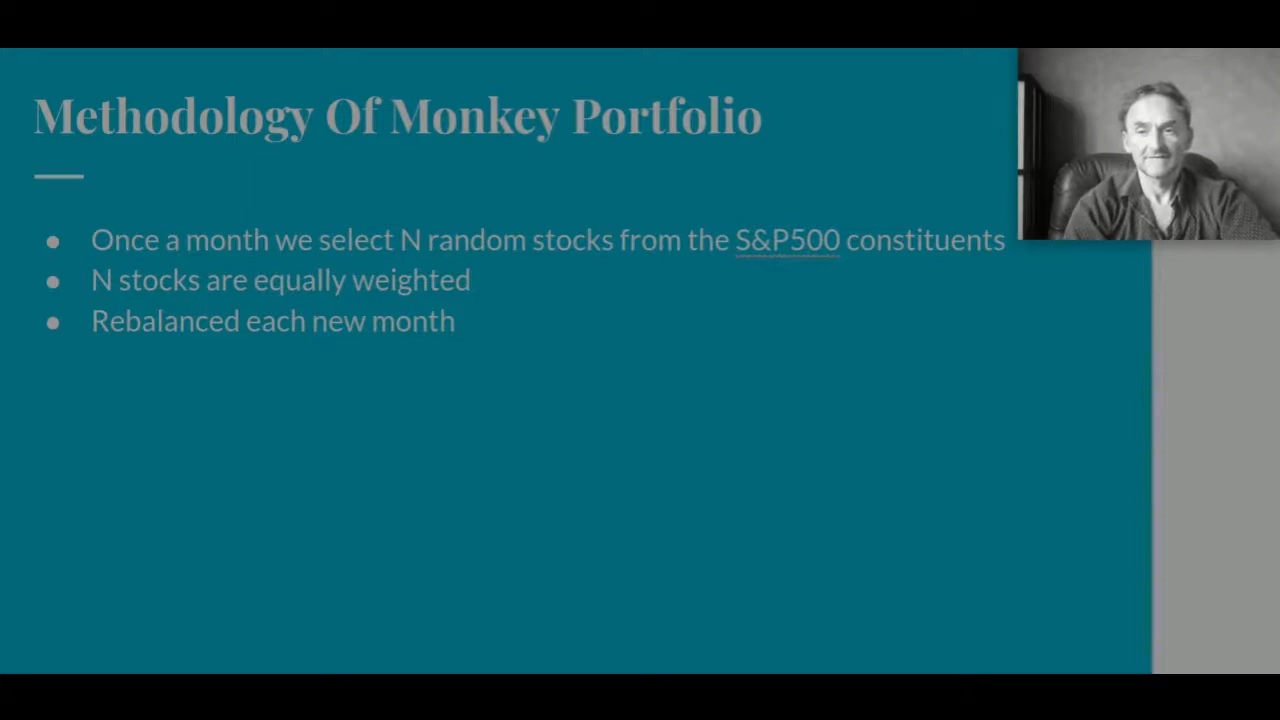 Methodology Of Monkey Portfolio
● Once a month we select N random stocks from the S&P500 constituents
● N stocks are equally weighted
● Rebalanced each new month